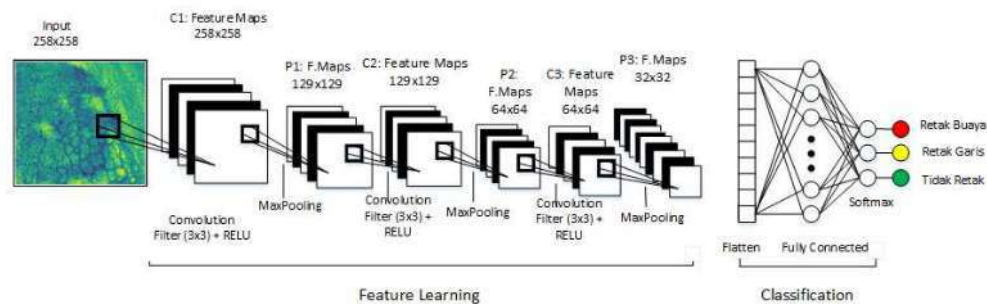 Input
258x258
C1: Feature Maps
258x258
P1: F.Maps
129x129
C2: Feature Maps
129x129
P2:
F.Maps
64x64
C3: Feature
Maps
64x64
P3: F.Maps
32x32
Convolution
Filter (3x3) + RELU
MaxPooling
Convolution
Filter (3x3) +
RELU
MaxPooling
Convolution
Filter (3x3) +
RELU
MaxPooling
Retak Buaya
Retak Garis
Tidak Retak
Softmax
Flatten
Fully Connected
Feature Learning
Classification